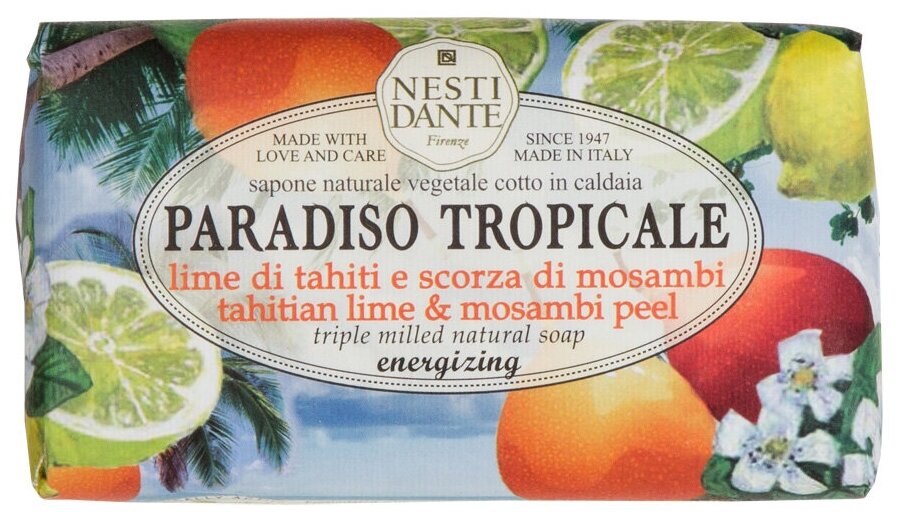 NESTI
DANTE
Firenze
MADE WITH
LOVE AND CARE
SINCE 1947
MADE IN ITALY
sapone naturale vegetale cotto in caldaia
PARADISO TROPICALE
lime di tahiti e scorza di mosambi
tahitian lime & mosambi peel
triple milled natural soap
energizing